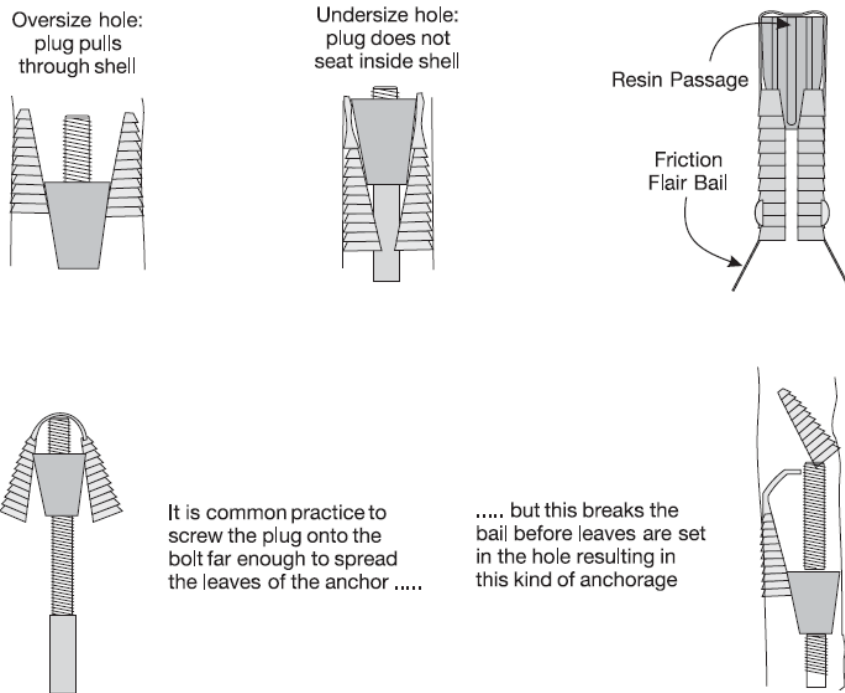 Oversize hole:
plug pulls
through shell
Undersize hole:
plug does not
seat inside shell
Resin Passage
Friction
Flair Bail
It is common practice to
screw the plug onto the
bolt far enough to spread
the leaves of the anchor .....
..... but this breaks the
bail before leaves are set
in the hole resulting in
this kind of anchorage